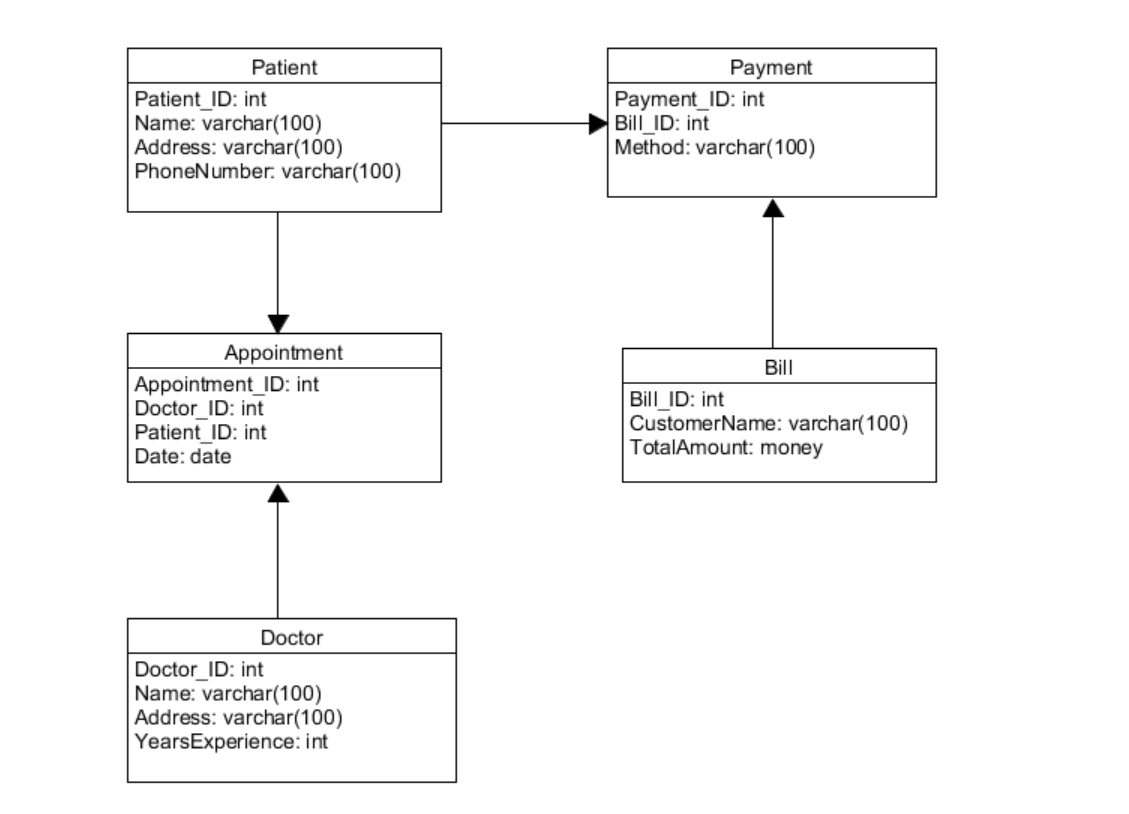 Patient
Patient_ID: int
Name: varchar(100)
Address: varchar(100)
PhoneNumber: varchar(100)
Payment
Payment_ID: int
Bill_ID: int
Method: varchar(100)
Appointment
Appointment_ID: int
Doctor_ID: int
Patient_ID: int
Date: date
Bill
Bill_ID: int
CustomerName: varchar(100)
TotalAmount: money
Doctor
Doctor_ID: int
Name: varchar(100)
Address: varchar(100)
YearsExperience: int